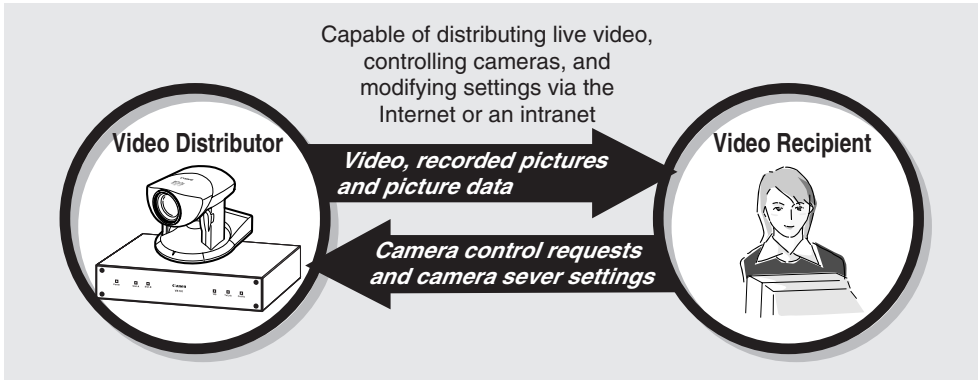 Capable of distributing live video,
controlling cameras, and
modifying settings via the
Internet or an intranet
Video Distributor
Video, recorded pictures
and picture data
Video Recipient
Camera control requests
and camera sever settings
Canon